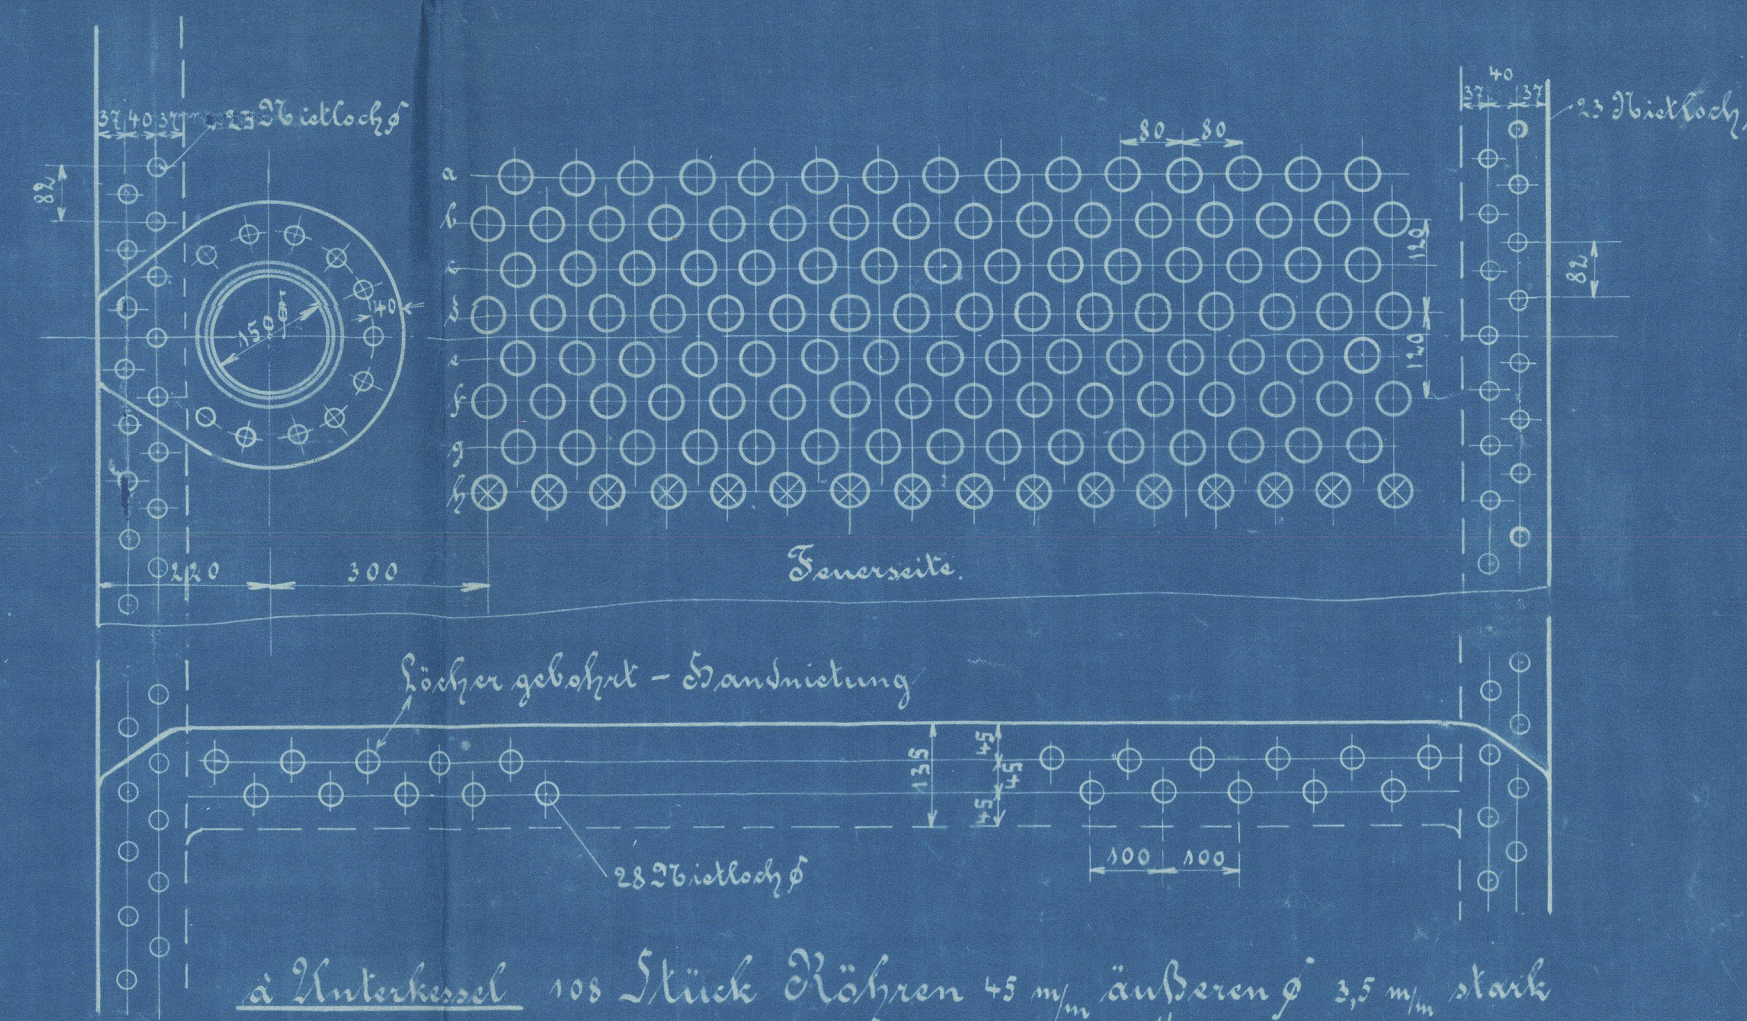 40
37 40 37 23 Nietloch ϕ
37 37
23 Nietloch
80 80
82
a
b
c
d
e
f
g
h
120
82
150 ϕ
40
120
220 300
Feuerseite.
Löcher gebohrt – Handnietung
135
45
45
45
100 100
28 Nietloch ϕ
à Unterkessel 108 Stück Röhren 45 m/m äußeren ϕ 3,5 m/m stark